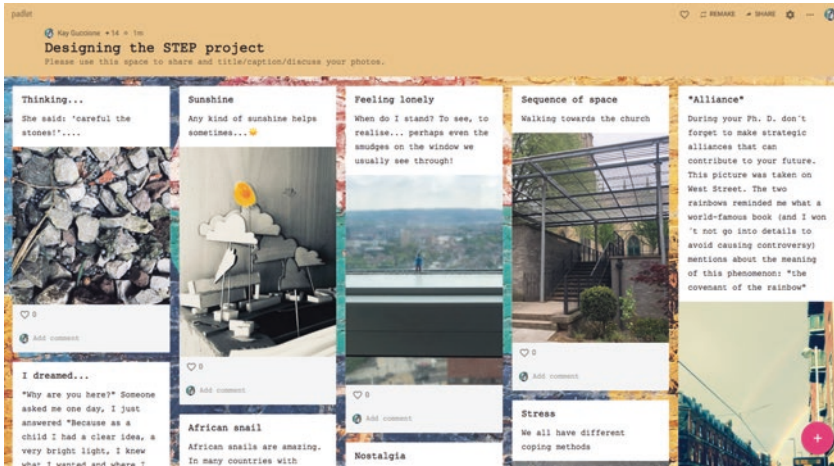 padlet
REMAKE
SHARE
Kay Guccione +14 1m
Designing the STEP project
Please use this space to share and title/caption/discuss your photos.
Thinking...
She said: "careful the
stones!"....
0
Add comment
I dreamed...
"Why are you here?" Someone
asked me one day, I just
answered "Because as a
child I had a clear idea, a
very bright light, I knew
what I wanted and where I
Sunshine
Any kind of sunshine helps
sometimes...
0
Add comment
African snail
African snails are amazing.
In many countries with
Feeling lonely
When do I stand? To see, to
realise... perhaps even the
smudges on the window we
usually see through!
0
Add comment
Nostalgia
Sequence of space
Walking towards the church
0
Add comment
Stress
We all have different
coping methods
"Alliance"
During your Ph. D. don´t
forget to make strategic
alliances that can
contribute to your future.
This picture was taken on
West Street. The two
rainbows reminded me what a
world-famous book (and I won
´t not go into details to
avoid causing controversy)
mentions about the meaning
of this phenomenon: "the
covenant of the rainbow"